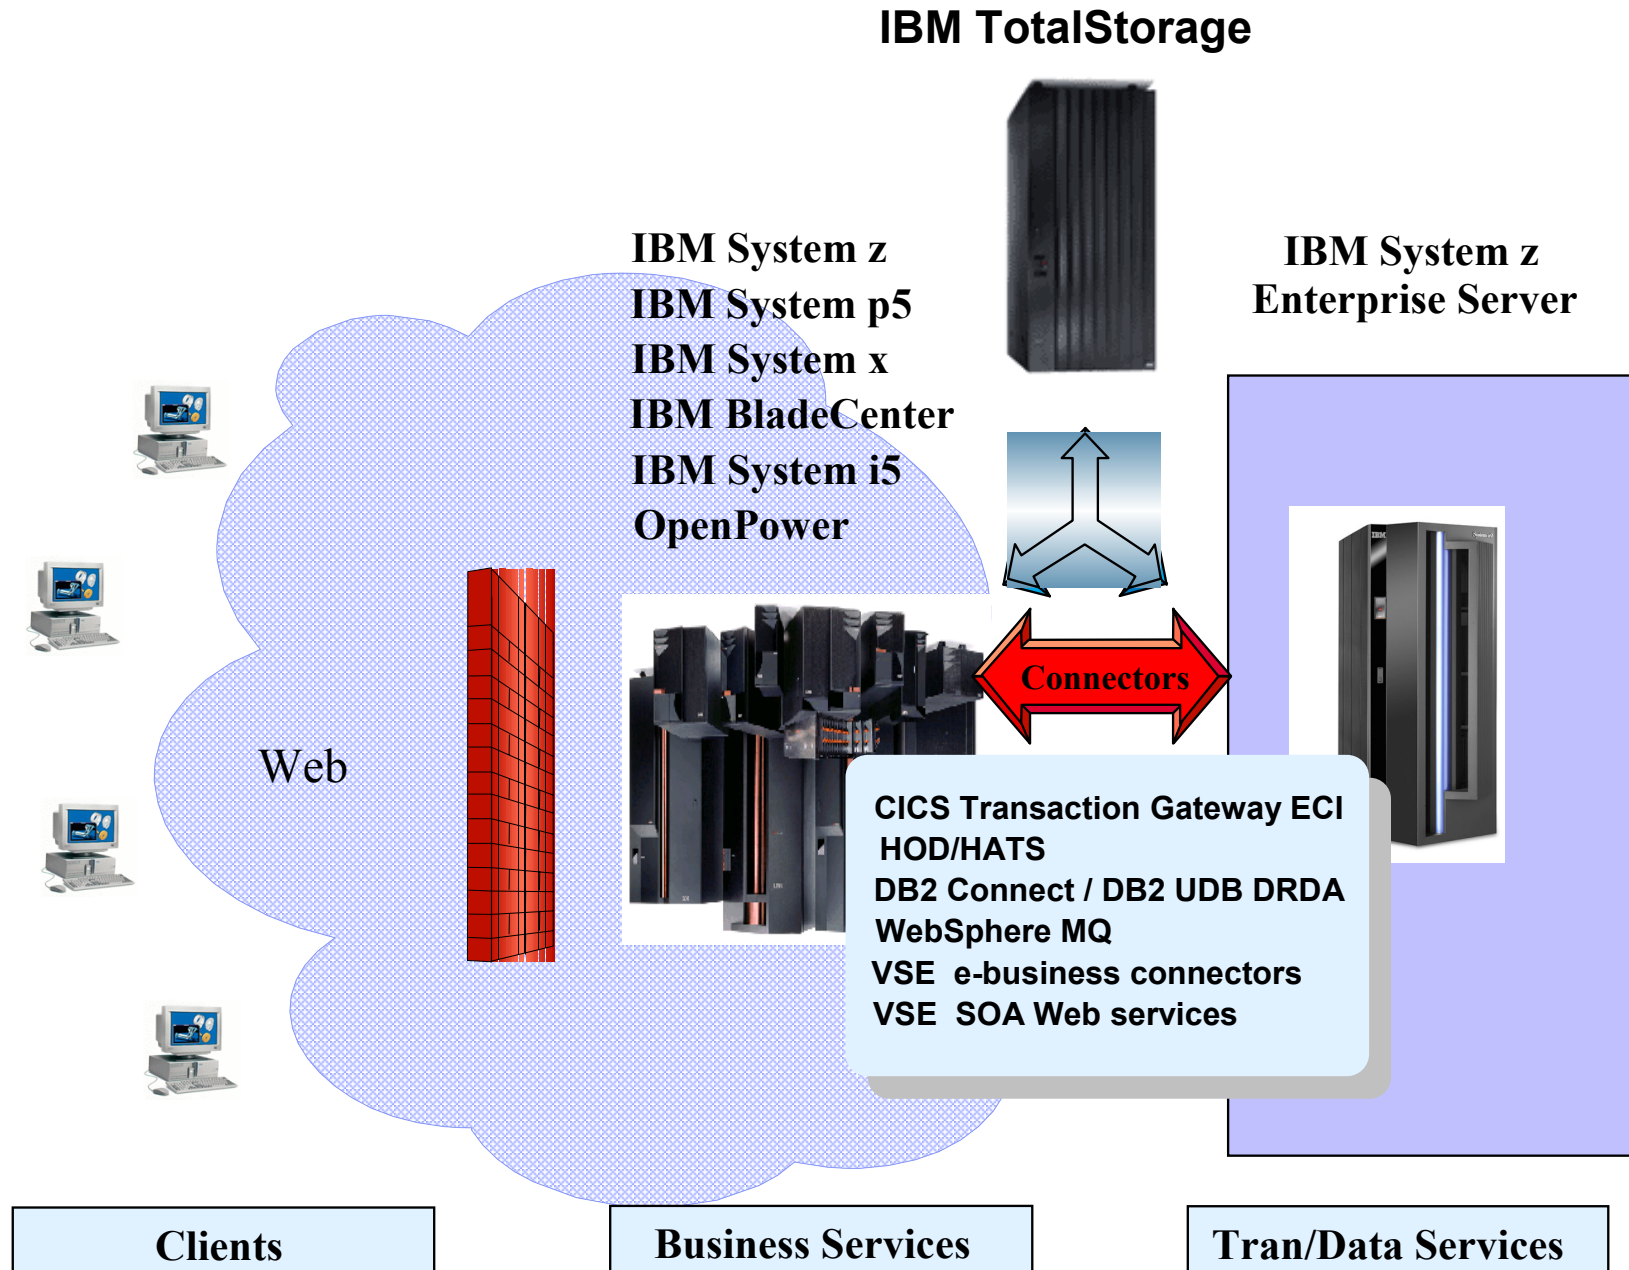 IBM TotalStorage
IBM System z
IBM System p5
IBM System x
IBM BladeCenter
IBM System i5
OpenPower
IBM System z
Enterprise Server
IBM
Connectors
Web
CICS Transaction Gateway ECI
HOD/HATS
DB2 Connect / DB2 UDB DRDA
WebSphere MQ
VSE e-business connectors
VSE SOA Web services
Clients
Business Services
Tran/Data Services